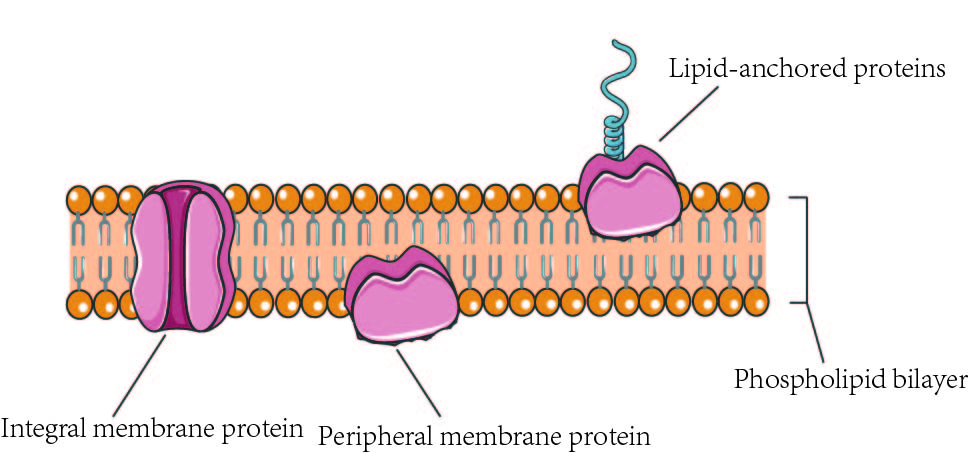 Lipid-anchored proteins
Phospholipid bilayer
Integral membrane protein
Peripheral membrane protein